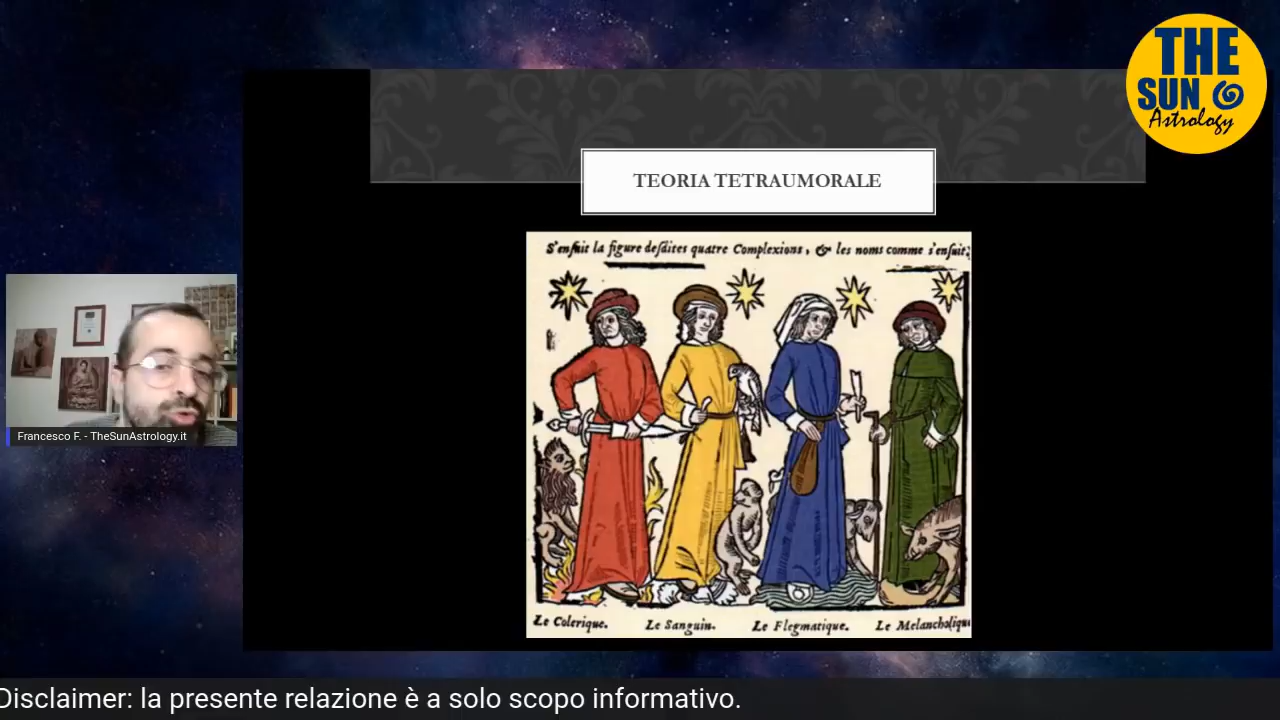 THE
SUN
Astrology
TEORIA TETRAUMORALE
S'enſuit la figure deſdites quatre Complexions, & les noms comme s'enſuit;
Le Colerique. Le Sanguin. Le Flegmatique. Le Melancholique
Francesco F. - TheSunAstrology.it
Disclaimer: la presente relazione è a solo scopo informativo.